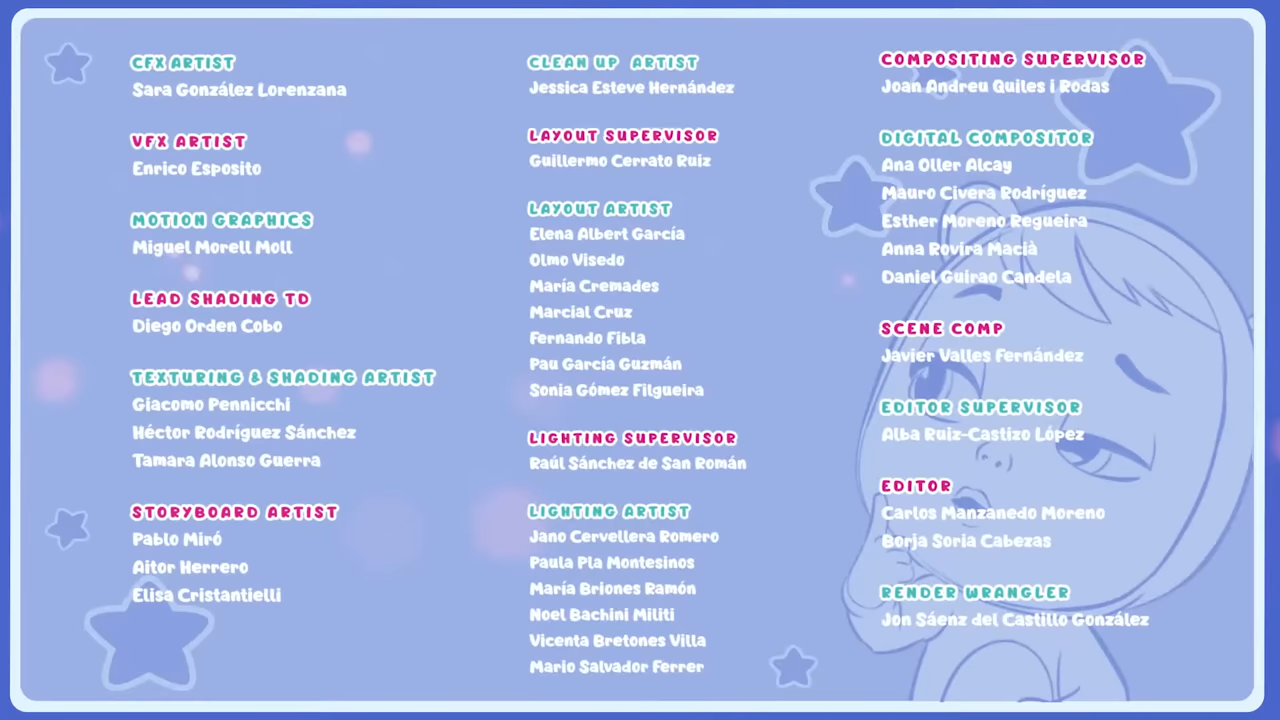 CFX ARTIST
Sara González Lorenzana
VFX ARTIST
Enrico Esposito
MOTION GRAPHICS
Miguel Morell Moll
LEAD SHADING TD
Diego Orden Cobo
TEXTURING & SHADING ARTIST
Giacomo Pennicchi
Héctor Rodríguez Sánchez
Tamara Alonso Guerra
STORYBOARD ARTIST
Pablo Miró
Aitor Herrero
Elisa Cristantielli
CLEAN UP ARTIST
Jessica Esteve Hernández
LAYOUT SUPERVISOR
Guillermo Cerrato Ruiz
LAYOUT ARTIST
Elena Albert García
Olmo Visedo
María Cremades
Marcial Cruz
Fernando Fibla
Pau García Guzmán
Sonia Gómez Filgueira
LIGHTING SUPERVISOR
Raúl Sánchez de San Román
LIGHTING ARTIST
Jano Cervellera Romero
Paula Pla Montesinos
María Briones Ramón
Noel Bachini Militi
Vicenta Bretones Villa
Mario Salvador Ferrer
COMPOSITING SUPERVISOR
Joan Andreu Quiles i Rodas
DIGITAL COMPOSITOR
Ana Oller Alcay
Mauro Civera Rodríguez
Esther Moreno Regueira
Anna Rovira Macià
Daniel Guirao Candela
SCENE COMP
Javier Valles Fernández
EDITOR SUPERVISOR
Alba Ruiz-Castizo López
EDITOR
Carlos Manzanedo Moreno
Borja Soria Cabezas
RENDER WRANGLER
Jon Sáenz del Castillo González